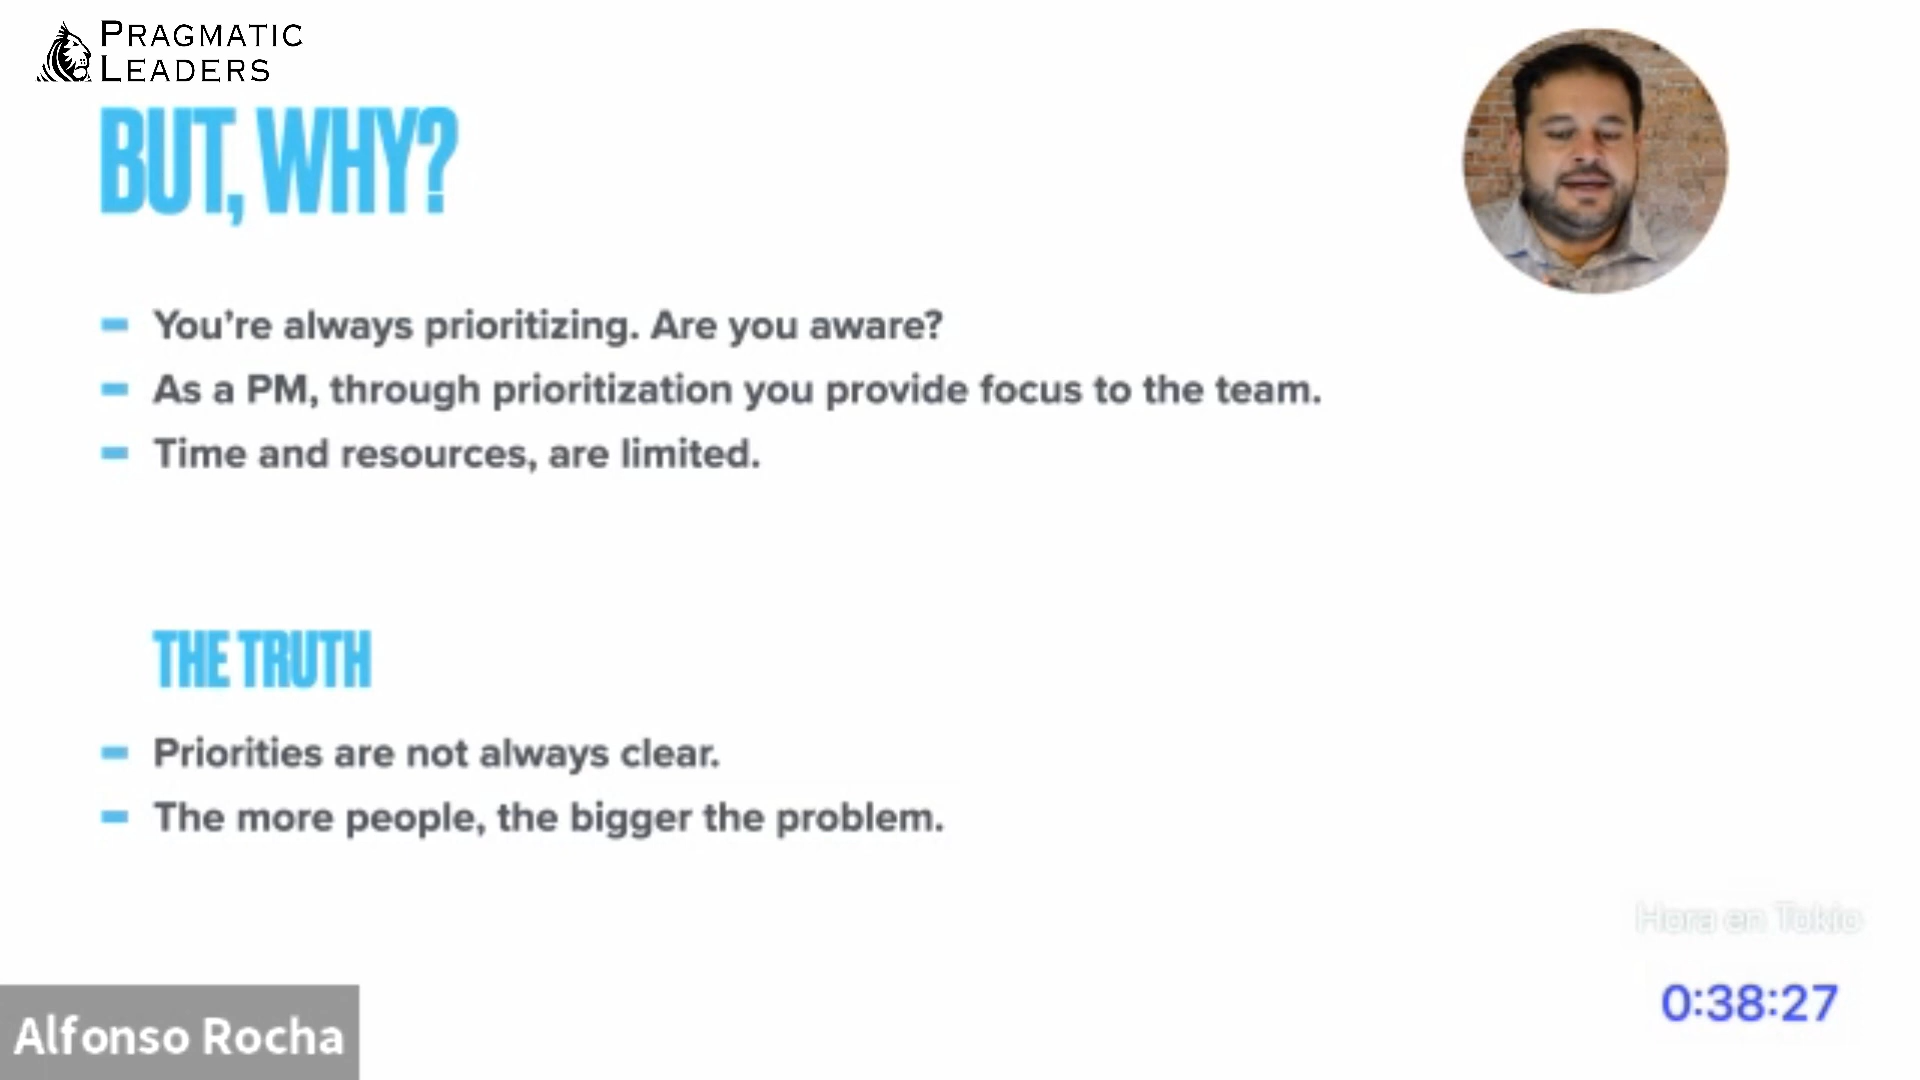 PRAGMATIC
LEADERS
BUT, WHY?
You're always prioritizing. Are you aware?
As a PM, through prioritization you provide focus to the team.
Time and resources, are limited.
THE TRUTH
Priorities are not always clear.
The more people, the bigger the problem.
Hora en Tokio
0:38:27
Alfonso Rocha